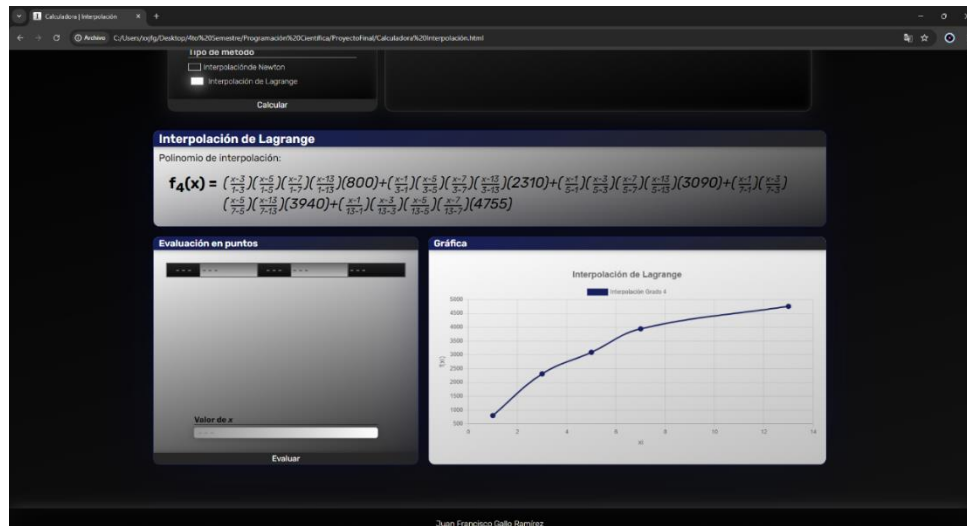 Calculadora | Interpolación
Archivo C:/Users/xxjfg/Desktop/4to%20Semestre/Programación%20Científica/ProyectoFinal/Calculadora%20Interpolación.html
Tipo de método
Interpolaciónde Newton
Interpolación de Lagrange
Calcular
Interpolación de Lagrange
Polinomio de interpolación:
f₄(x) = (x-3/1-3)(x-5/1-5)(x-7/1-7)(x-13/1-13)(800)+(x-1/3-1)(x-5/3-5)(x-7/3-7)(x-13/3-13)(2310)+(x-1/5-1)(x-3/5-3)(x-7/5-7)(x-13/5-13)(3090)+(x-1/7-1)(x-3/7-3)
(x-5/7-5)(x-13/7-13)(3940)+(x-1/13-1)(x-3/13-3)(x-5/13-5)(x-7/13-7)(4755)
Evaluación en puntos
--- --- --- --- ---
Valor de x
---
Evaluar
Gráfica
Interpolación de Lagrange
Interpolación Grado 4
5000
4500
4000
3500
3000
2500
2000
1500
1000
500
f(xi)
0 2 4 6 8 10 12 14
xi
Juan Francisco Gallo Ramírez